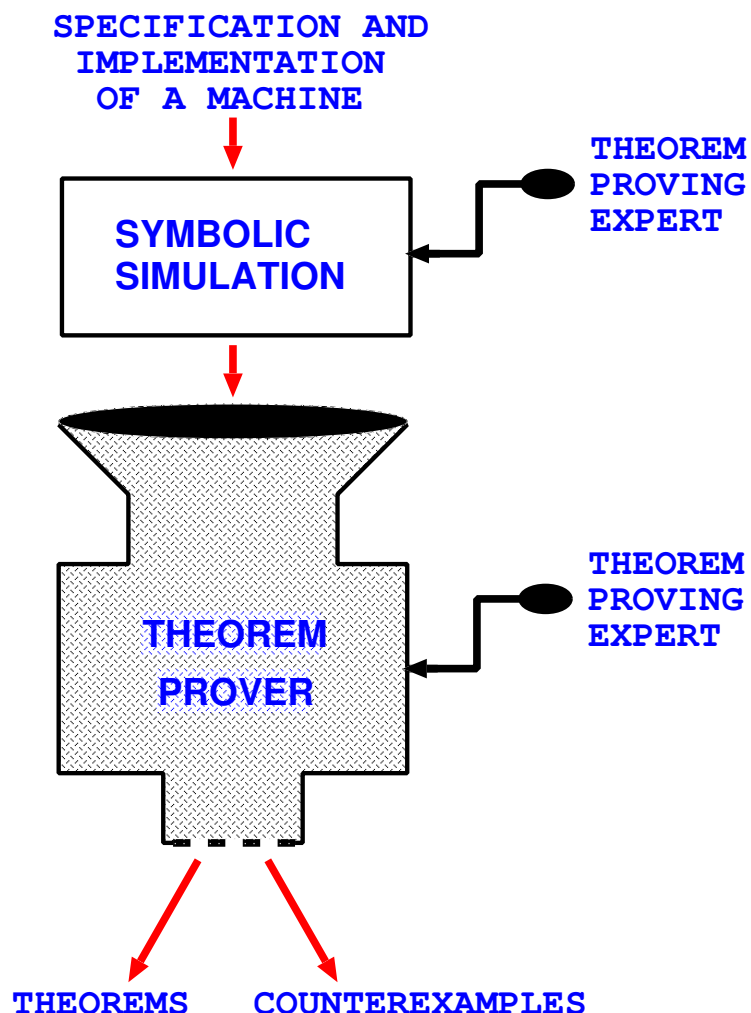 SPECIFICATION AND
IMPLEMENTATION
OF A MACHINE
THEOREM
PROVING
EXPERT
SYMBOLIC
SIMULATION
THEOREM
PROVING
EXPERT
THEOREM
PROVER
THEOREMS
COUNTEREXAMPLES